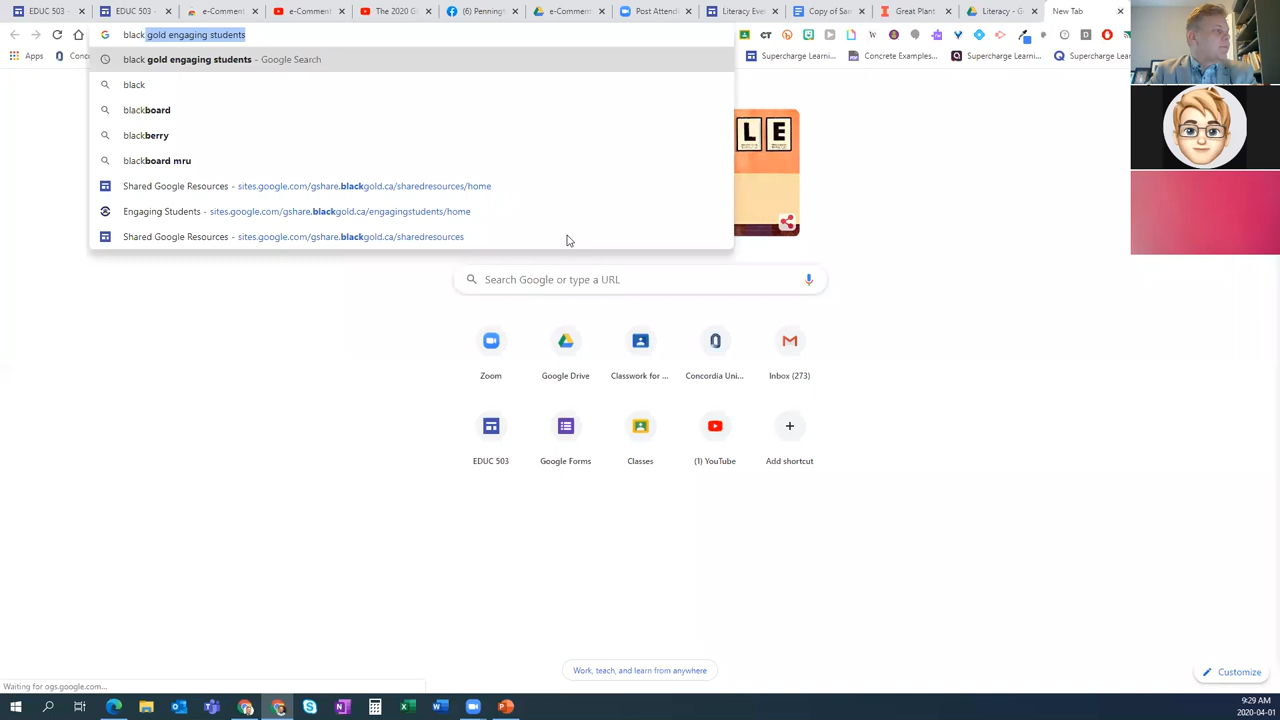 EDUC 503 - 
EDUC 503 - 
e-Comment
e-Comment
The 2020 G
(6) Penningt
e-Commerr
Post Attend
Literacy Eve
Copy of San
Great Plant
Literacy - G
New Tab
black gold engaging students
Apps
Conc
Supercharge Learni...
Concrete Examples...
Supercharge Learni...
Supercharge Learni...
black gold engaging students - Google Search
black
blackboard
blackberry
blackboard mru
Shared Google Resources - sites.google.com/gshare.blackgold.ca/sharedresources/home
Engaging Students - sites.google.com/gshare.blackgold.ca/engagingstudents/home
Shared Google Resources - sites.google.com/gshare.blackgold.ca/sharedresources
L E
Search Google or type a URL
Zoom
Google Drive
Classwork for ...
Concordia Uni...
Inbox (273)
EDUC 503
Google Forms
Classes
(1) YouTube
Add shortcut
Work, teach, and learn from anywhere
Customize
Waiting for ogs.google.com...
9:29 AM
2020-04-01